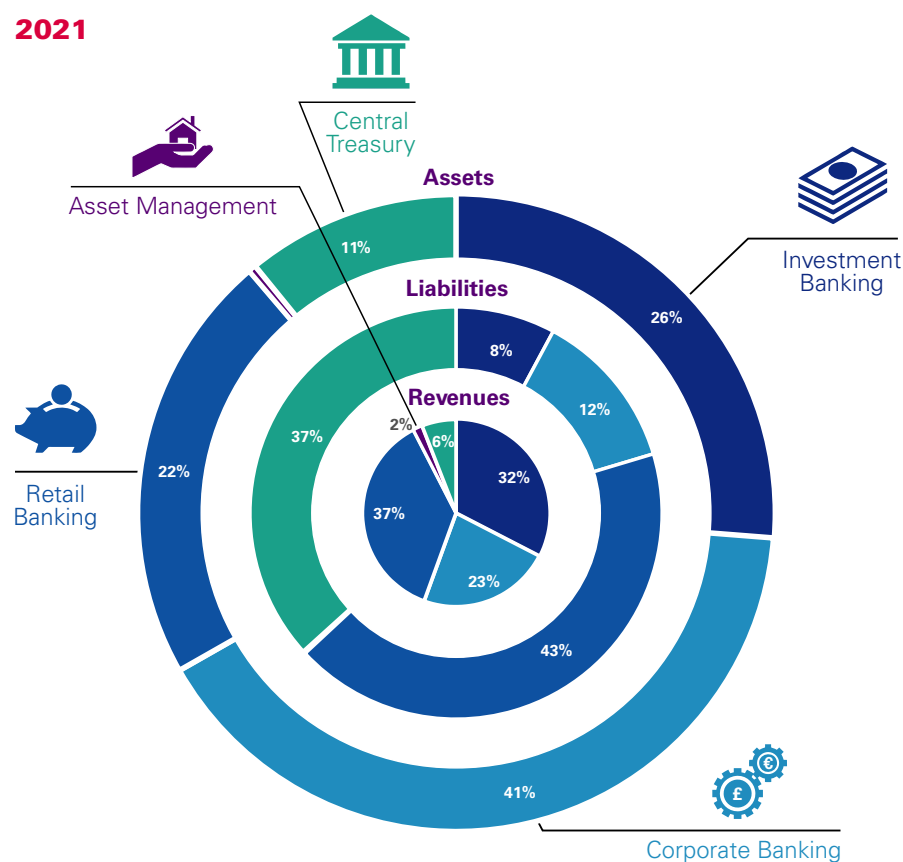 2021
Central
Treasury
Asset Management
Assets
11%
Investment
Banking
Liabilities
26%
8%
Revenues
12%
2%
6%
37%
32%
22%
37%
Retail
Banking
23%
43%
41%
£
€
Corporate Banking